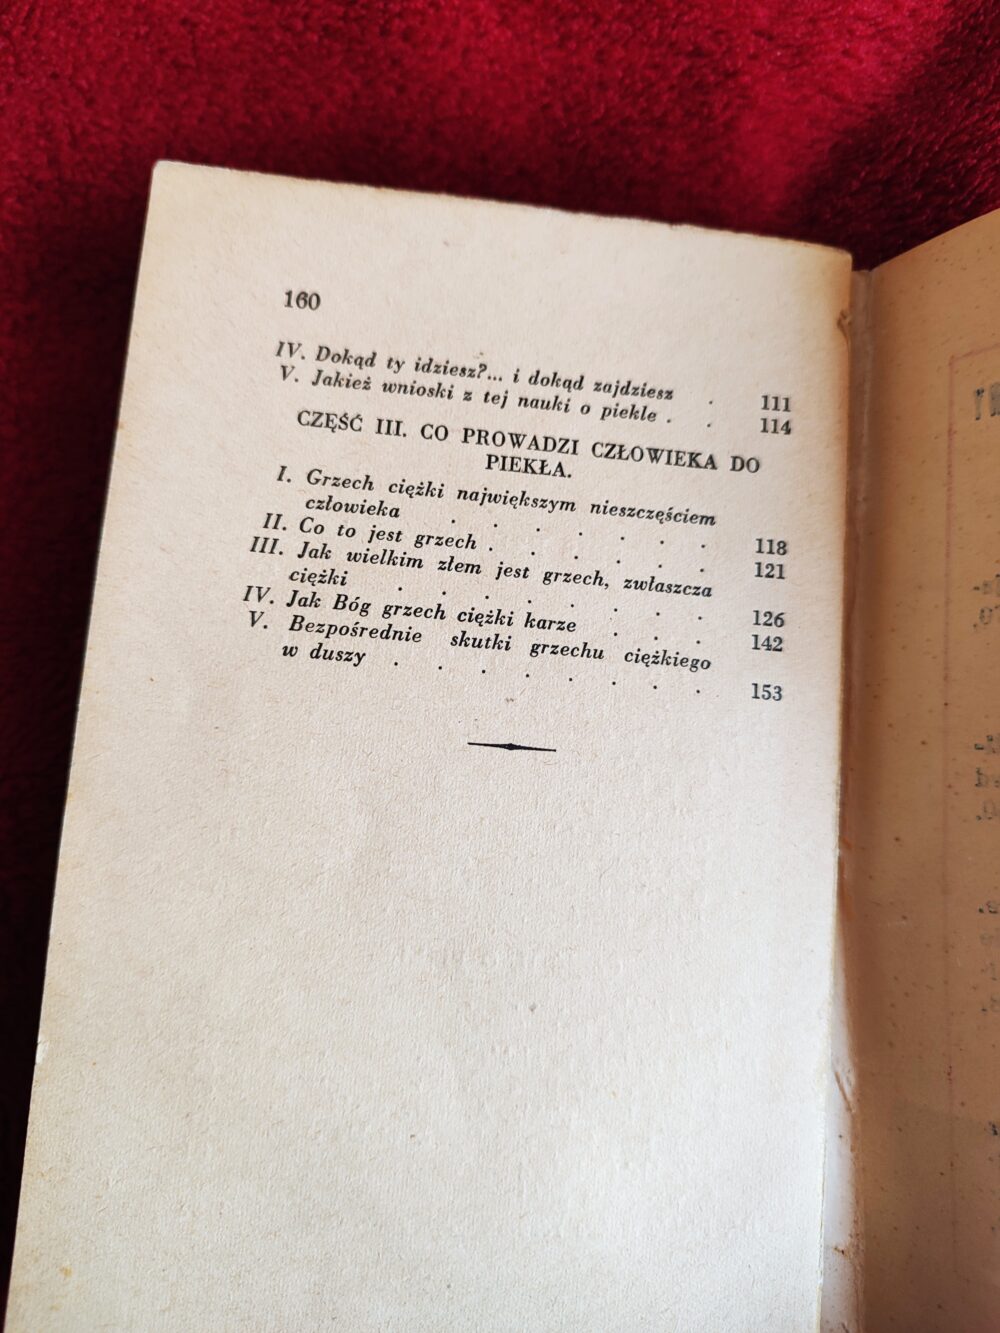 160
IV. Dokąd ty idziesz?... i dokąd zajdziesz . 111
V. Jakież wnioski z tej nauki o piekle . . 114
CZĘŚĆ III. CO PROWADZI CZŁOWIEKA DO
PIEKŁA.
I. Grzech ciężki największym nieszczęściem
człowieka . . . . . . 118
II. Co to jest grzech . . . . . . 121
III. Jak wielkim złem jest grzech, zwłaszcza
ciężki . . . . . . . 126
IV. Jak Bóg grzech ciężki karze . . . 142
V. Bezpośrednie skutki grzechu ciężkiego
w duszy . . . . . . . 153